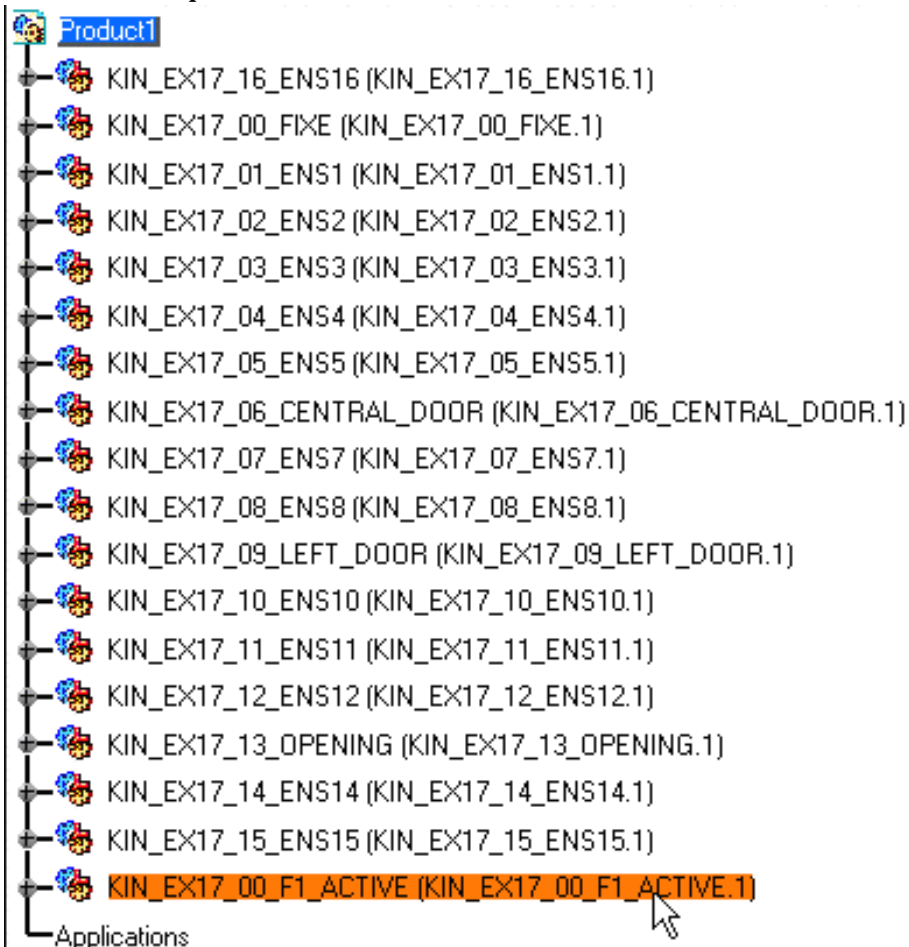 Product1
KIN_EX17_16_ENS16 (KIN_EX17_16_ENS16.1)
KIN_EX17_00_FIXE (KIN_EX17_00_FIXE.1)
KIN_EX17_01_ENS1 (KIN_EX17_01_ENS1.1)
KIN_EX17_02_ENS2 (KIN_EX17_02_ENS2.1)
KIN_EX17_03_ENS3 (KIN_EX17_03_ENS3.1)
KIN_EX17_04_ENS4 (KIN_EX17_04_ENS4.1)
KIN_EX17_05_ENS5 (KIN_EX17_05_ENS5.1)
KIN_EX17_06_CENTRAL_DOOR (KIN_EX17_06_CENTRAL_DOOR.1)
KIN_EX17_07_ENS7 (KIN_EX17_07_ENS7.1)
KIN_EX17_08_ENS8 (KIN_EX17_08_ENS8.1)
KIN_EX17_09_LEFT_DOOR (KIN_EX17_09_LEFT_DOOR.1)
KIN_EX17_10_ENS10 (KIN_EX17_10_ENS10.1)
KIN_EX17_11_ENS11 (KIN_EX17_11_ENS11.1)
KIN_EX17_12_ENS12 (KIN_EX17_12_ENS12.1)
KIN_EX17_13_OPENING (KIN_EX17_13_OPENING.1)
KIN_EX17_14_ENS14 (KIN_EX17_14_ENS14.1)
KIN_EX17_15_ENS15 (KIN_EX17_15_ENS15.1)
KIN_EX17_00_F1_ACTIVE (KIN_EX17_00_F1_ACTIVE.1)
Applications